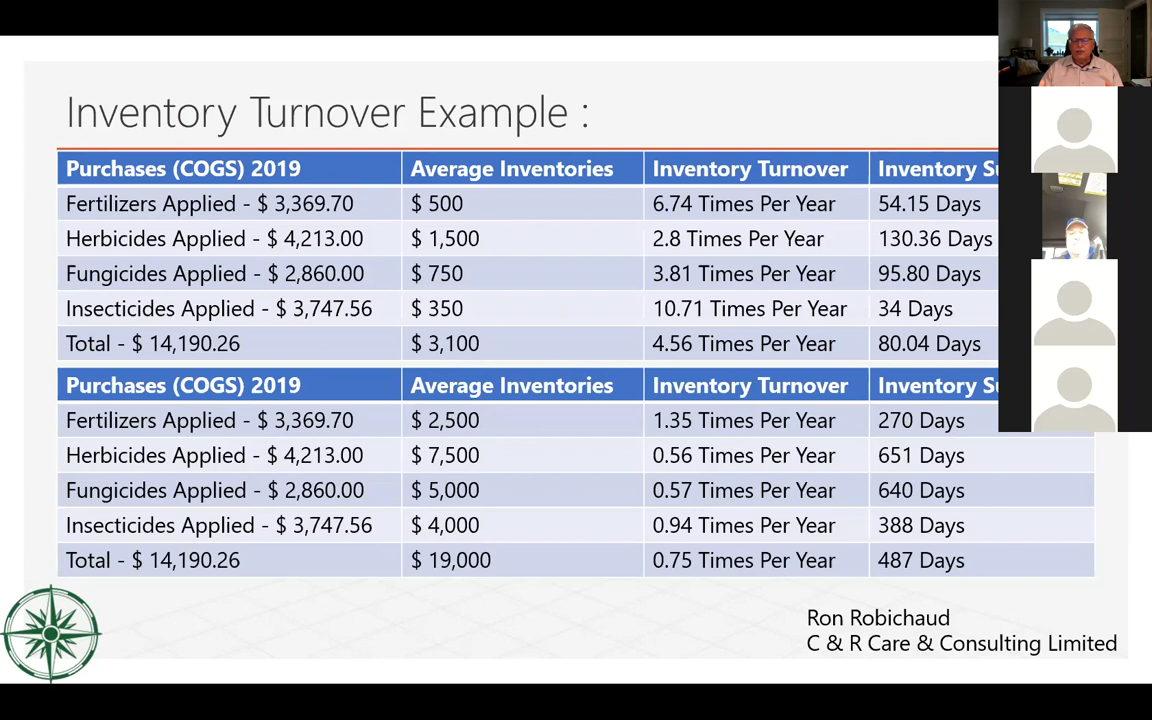 Inventory Turnover Example :
Purchases (COGS) 2019 Average Inventories Inventory Turnover Inventory
Fertilizers Applied - $ 3,369.70 $ 500 6.74 Times Per Year 54.15 Days
Herbicides Applied - $ 4,213.00 $ 1,500 2.8 Times Per Year 130.36 Days
Fungicides Applied - $ 2,860.00 $ 750 3.81 Times Per Year 95.80 Days
Insecticides Applied - $ 3,747.56 $ 350 10.71 Times Per Year 34 Days
Total - $ 14,190.26 $ 3,100 4.56 Times Per Year 80.04 Days
Purchases (COGS) 2019 Average Inventories Inventory Turnover Inventory
Fertilizers Applied - $ 3,369.70 $ 2,500 1.35 Times Per Year 270 Days
Herbicides Applied - $ 4,213.00 $ 7,500 0.56 Times Per Year 651 Days
Fungicides Applied - $ 2,860.00 $ 5,000 0.57 Times Per Year 640 Days
Insecticides Applied - $ 3,747.56 $ 4,000 0.94 Times Per Year 388 Days
Total - $ 14,190.26 $ 19,000 0.75 Times Per Year 487 Days
Ron Robichaud
C & R Care & Consulting Limited